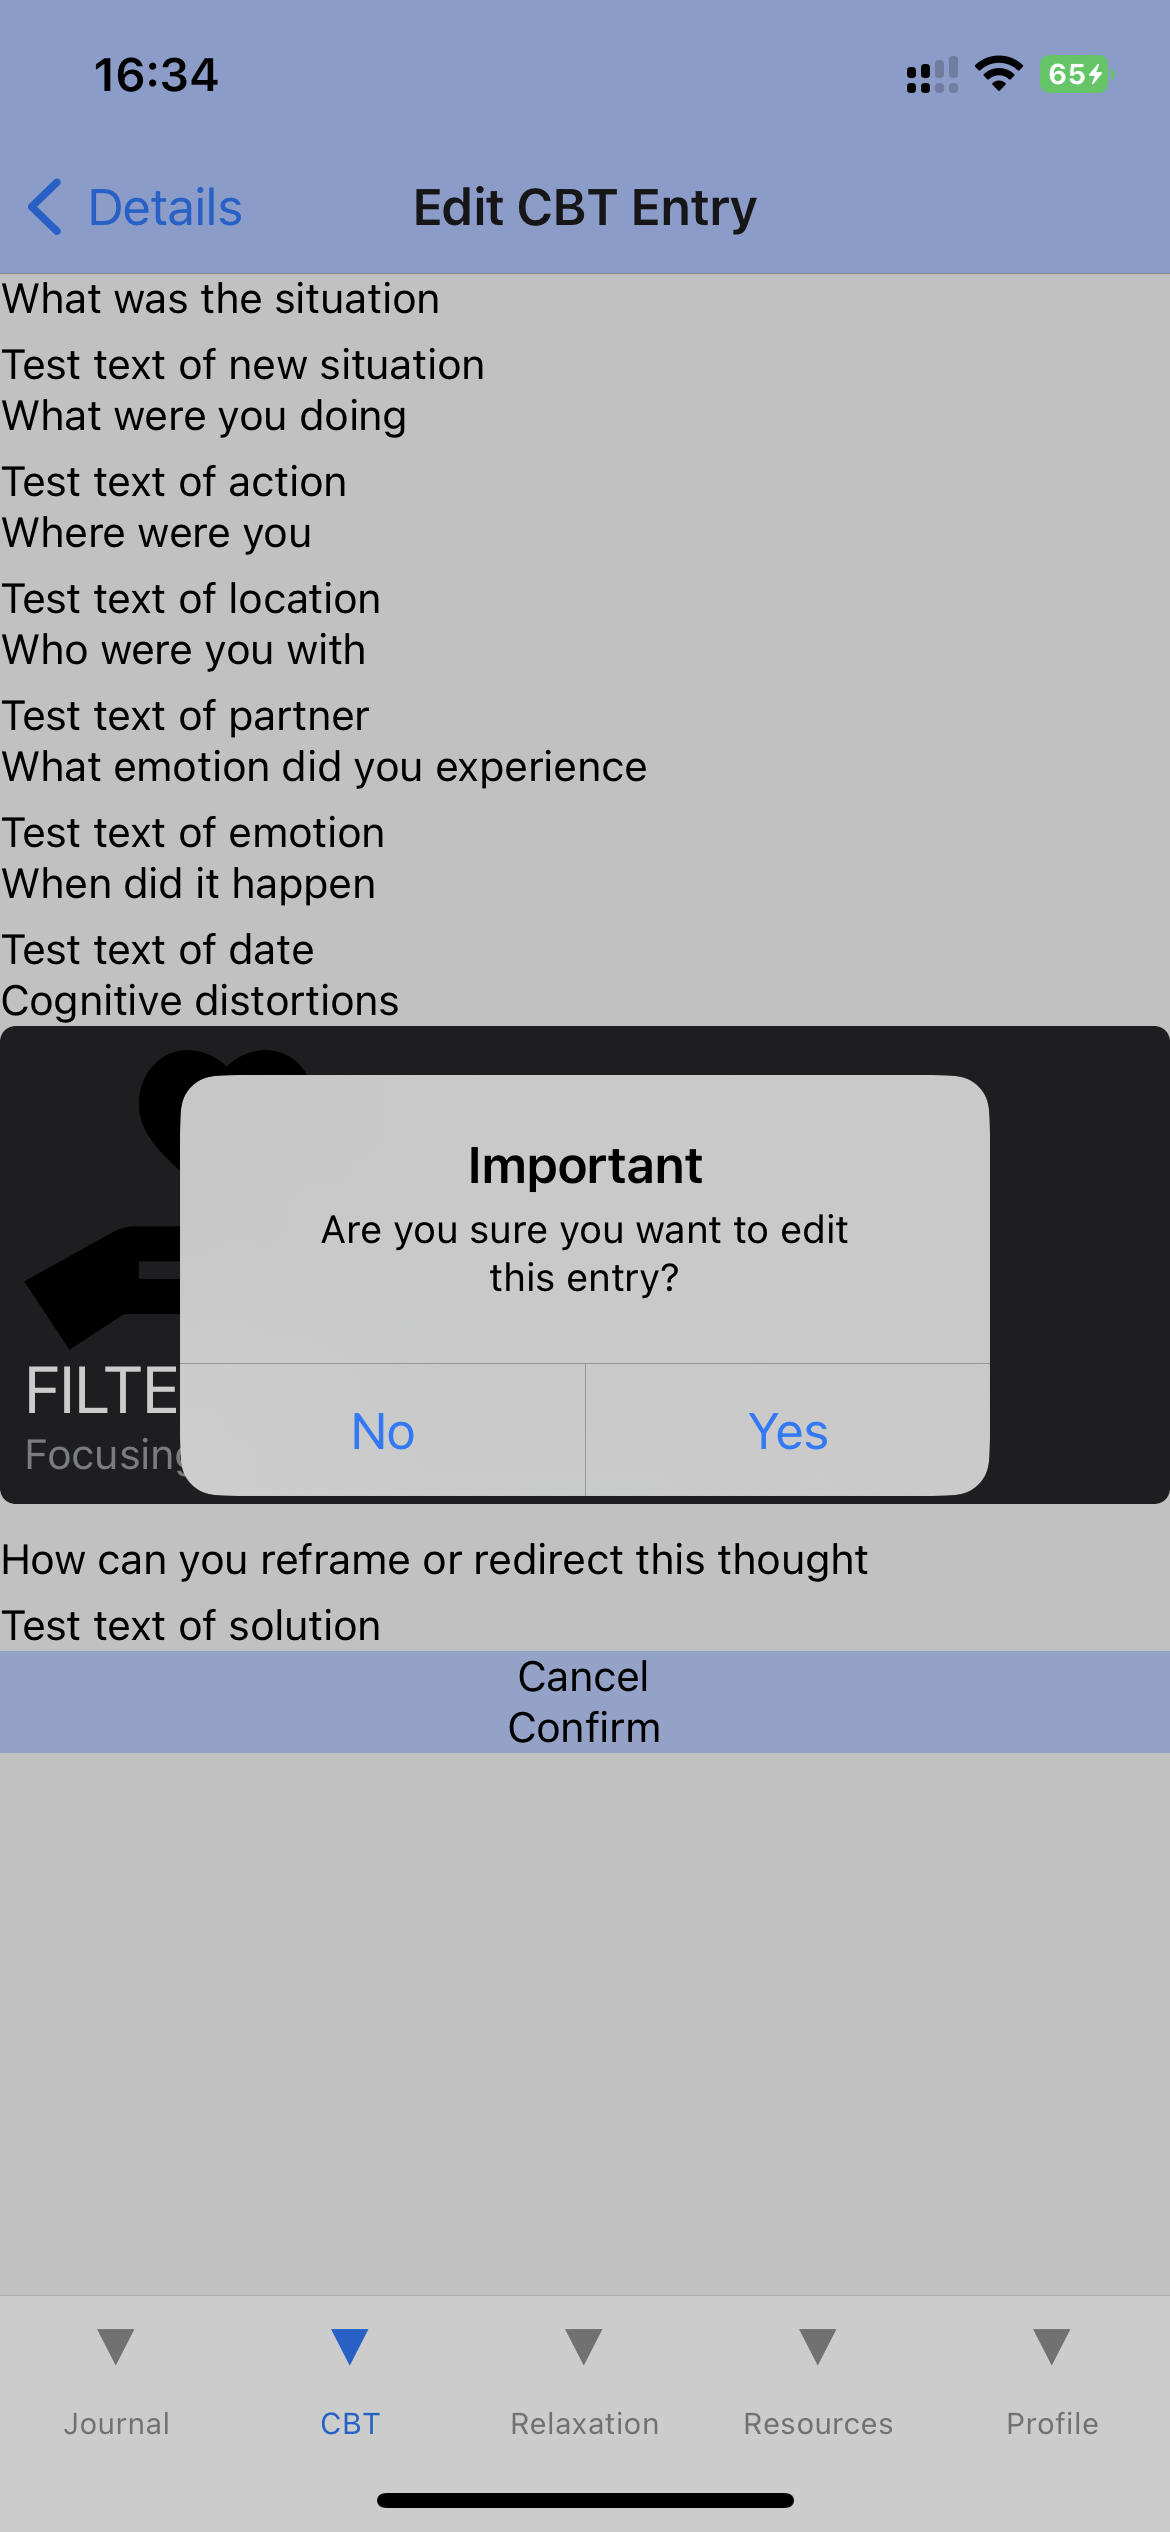 16:34
65
Details
Edit CBT Entry
What was the situation
Test text of new situation
What were you doing
Test text of action
Where were you
Test text of location
Who were you with
Test text of partner
What emotion did you experience
Test text of emotion
When did it happen
Test text of date
Cognitive distortions
Important
Are you sure you want to edit
this entry?
FILTE
No
Yes
Focusing
How can you reframe or redirect this thought
Test text of solution
Cancel
Confirm
Journal
CBT
Relaxation
Resources
Profile